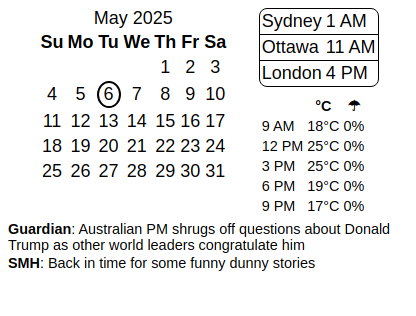 May 2025
Su Mo Tu We Th Fr Sa
1 2 3
4 5 6 7 8 9 10
11 12 13 14 15 16 17
18 19 20 21 22 23 24
25 26 27 28 29 30 31
Sydney 1 AM
Ottawa 11 AM
London 4 PM
°C ☂
9 AM 18°C 0%
12 PM 25°C 0%
3 PM 25°C 0%
6 PM 19°C 0%
9 PM 17°C 0%
Guardian: Australian PM shrugs off questions about Donald
Trump as other world leaders congratulate him
SMH: Back in time for some funny dunny stories